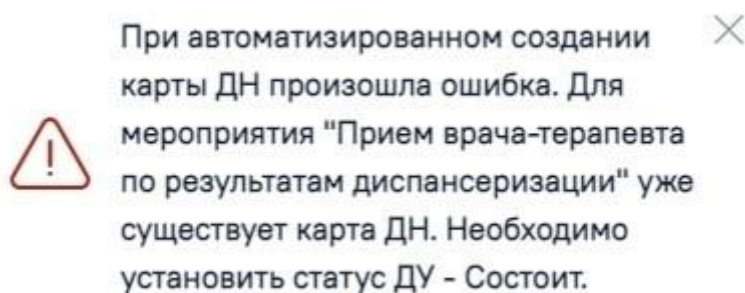 При автоматизированном создании
карты ДН произошла ошибка. Для
мероприятия "Прием врача-терапевта
по результатам диспансеризации" уже
существует карта ДН. Необходимо
установить статус ДУ - Состоит.